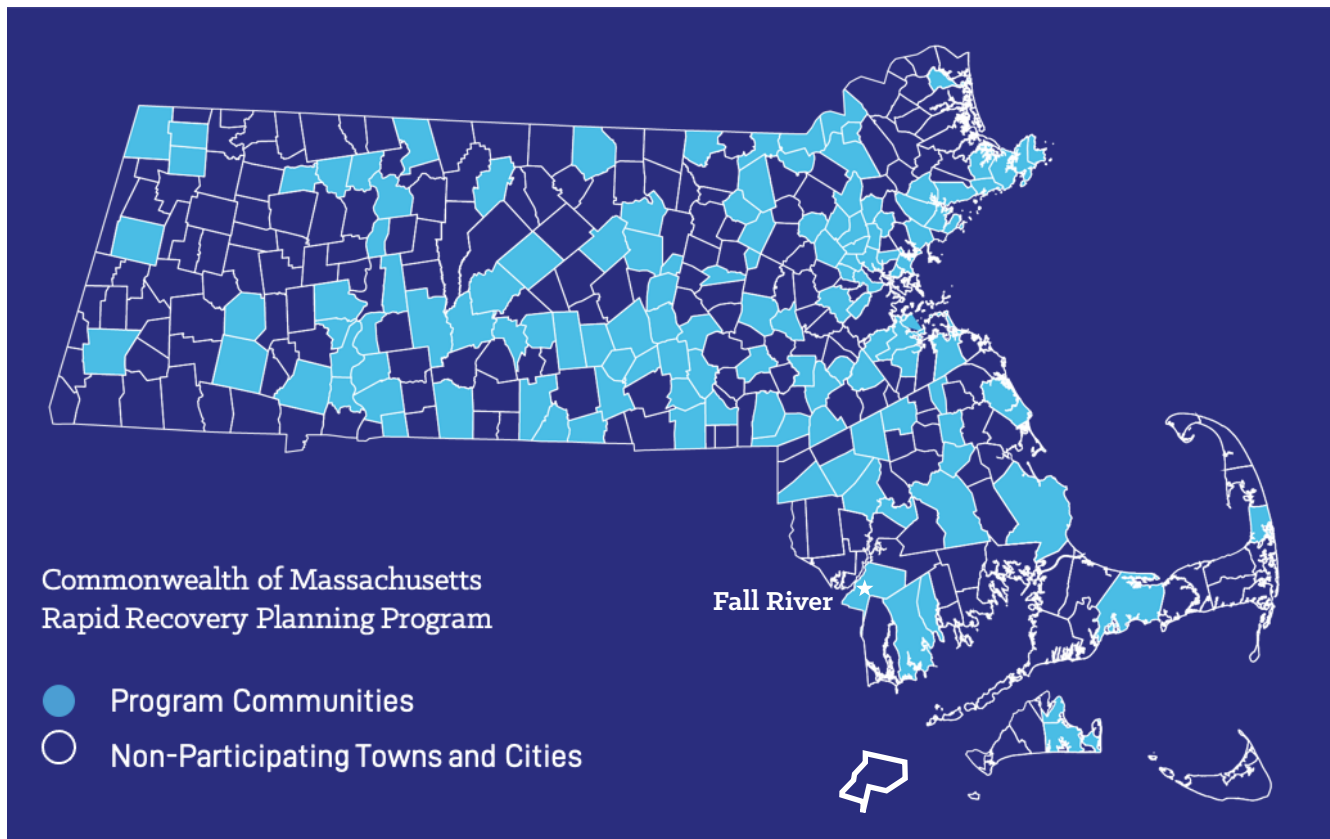 Commonwealth of Massachusetts
Rapid Recovery Planning Program
Fall River
Program Communities
Non-Participating Towns and Cities